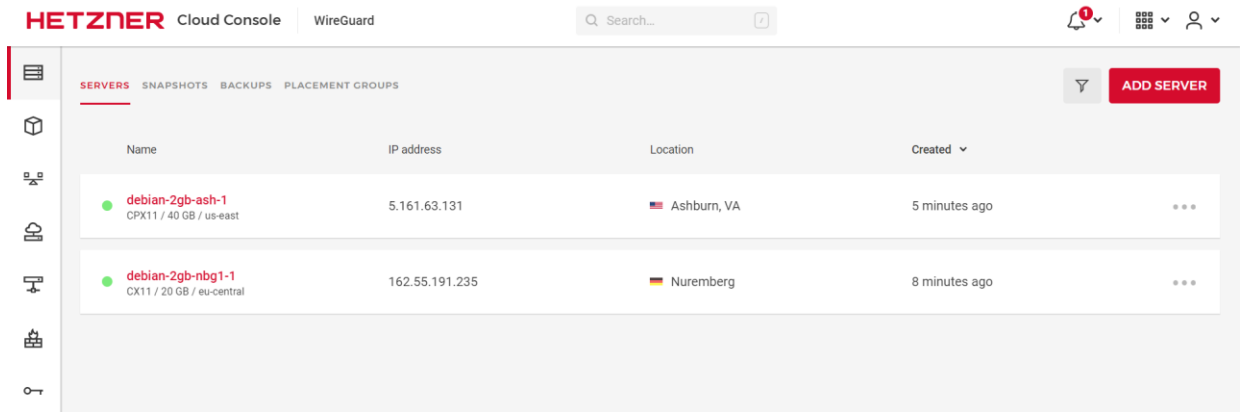 HETZNER Cloud Console WireGuard Search... / 1
SERVERS SNAPSHOTS BACKUPS PLACEMENT GROUPS ADD SERVER
Name IP address Location Created
debian-2gb-ash-1 5.161.63.131 Ashburn, VA 5 minutes ago
CPX11 / 40 GB / us-east
debian-2gb-nbg1-1 162.55.191.235 Nuremberg 8 minutes ago
CX11 / 20 GB / eu-central